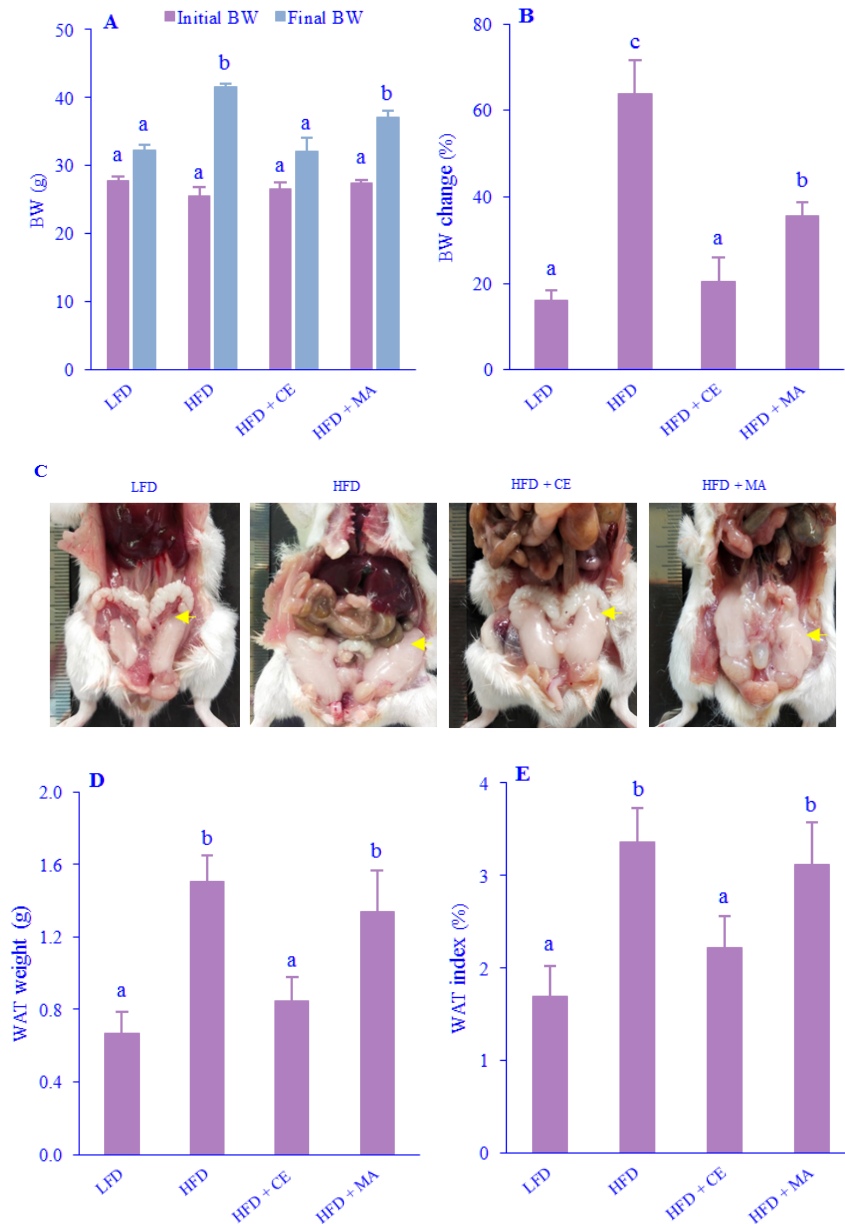 A
Initial BW Final BW
50
40
30
20
10
0
BW (g)
a a a b a a a b
LFD HFD HFD + CE HFD + MA
B
80
60
40
20
0
BW change (%)
a c a b
LFD HFD HFD + CE HFD + MA
C
LFD HFD HFD + CE HFD + MA
D
2.0
1.6
1.2
0.8
0.4
0.0
WAT weight (g)
a b a b
LFD HFD HFD + CE HFD + MA
E
4
3
2
1
0
WAT index (%)
a b a b
LFD HFD HFD + CE HFD + MA